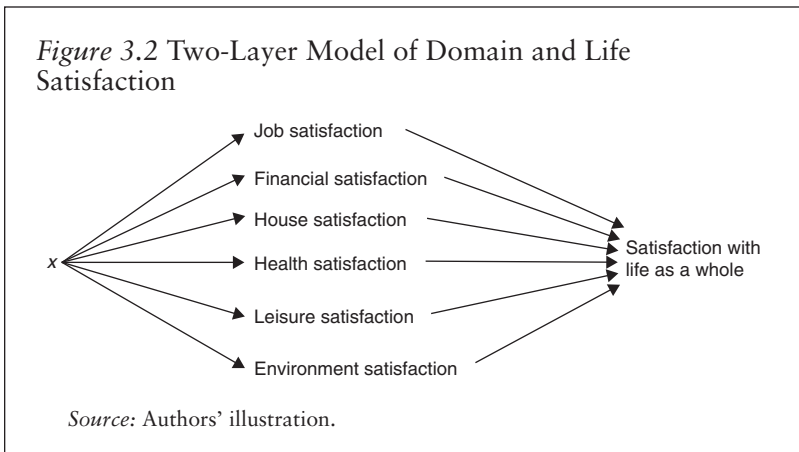 Figure 3.2 Two-Layer Model of Domain and Life
Satisfaction
Job satisfaction
Financial satisfaction
House satisfaction
x
Health satisfaction
Leisure satisfaction
Environment satisfaction
Satisfaction with
life as a whole
Source: Authors’ illustration.